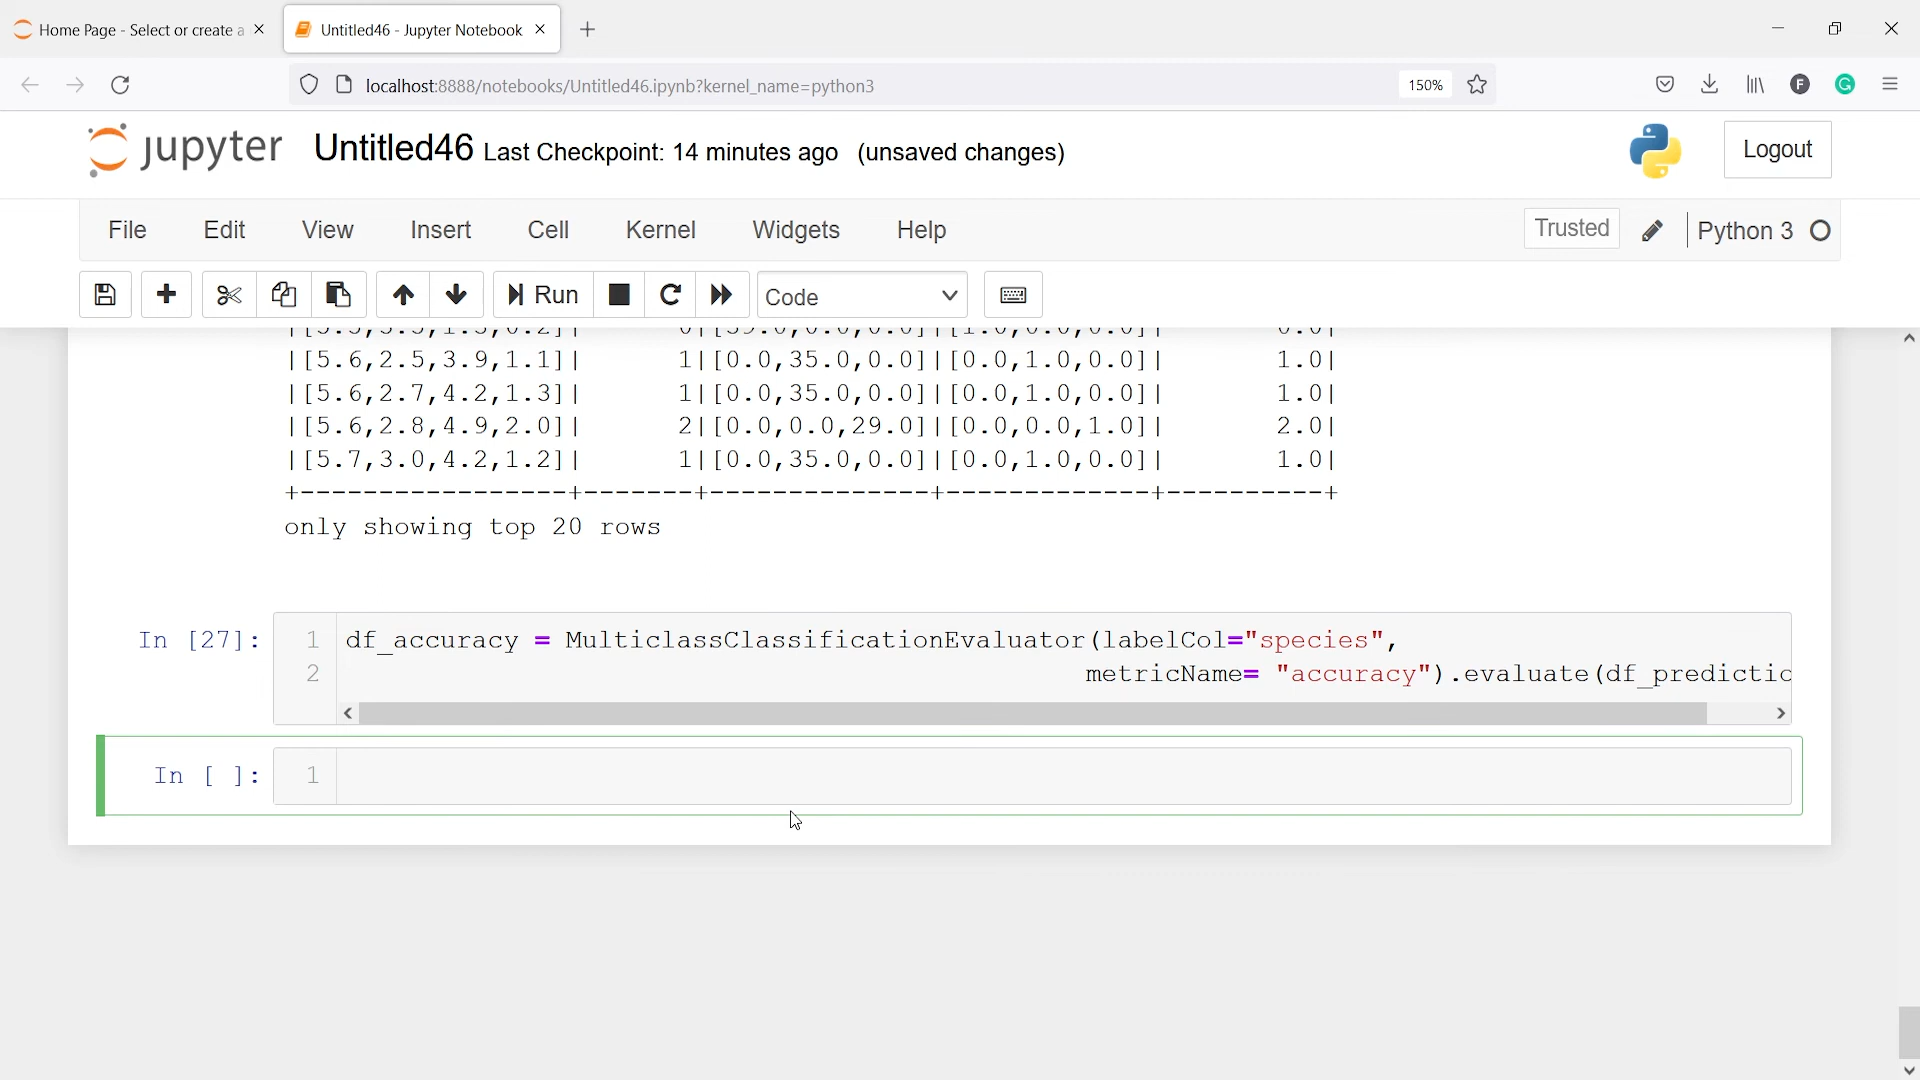 Home Page - Select or create a
Untitled46 - Jupyter Notebook
localhost:8888/notebooks/Untitled46.ipynb?kernel_name=python3
150%
F
G
jupyter Untitled46 Last Checkpoint: 14 minutes ago (unsaved changes)
Logout
File Edit View Insert Cell Kernel Widgets Help
Trusted
Python 3
Run
Code
|[5.6,2.5,3.9,1.1]| 1|[0.0,35.0,0.0]|[0.0,1.0,0.0]| 1.0|
|[5.6,2.7,4.2,1.3]| 1|[0.0,35.0,0.0]|[0.0,1.0,0.0]| 1.0|
|[5.6,2.8,4.9,2.0]| 2|[0.0,0.0,29.0]|[0.0,0.0,1.0]| 2.0|
|[5.7,3.0,4.2,1.2]| 1|[0.0,35.0,0.0]|[0.0,1.0,0.0]| 1.0|
+-----------------+-------+--------------+-------------+----------+
only showing top 20 rows
In [27]: 1 df_accuracy = MulticlassClassificationEvaluator(labelCol="species",
2 metricName= "accuracy").evaluate(df_predictio
In [ ]: 1